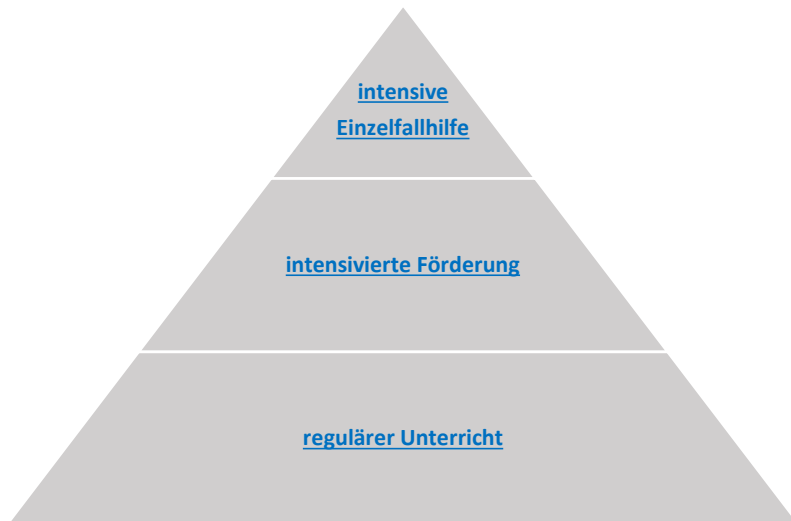 intensive
Einzelfallhilfe
intensivierte Förderung
regulärer Unterricht